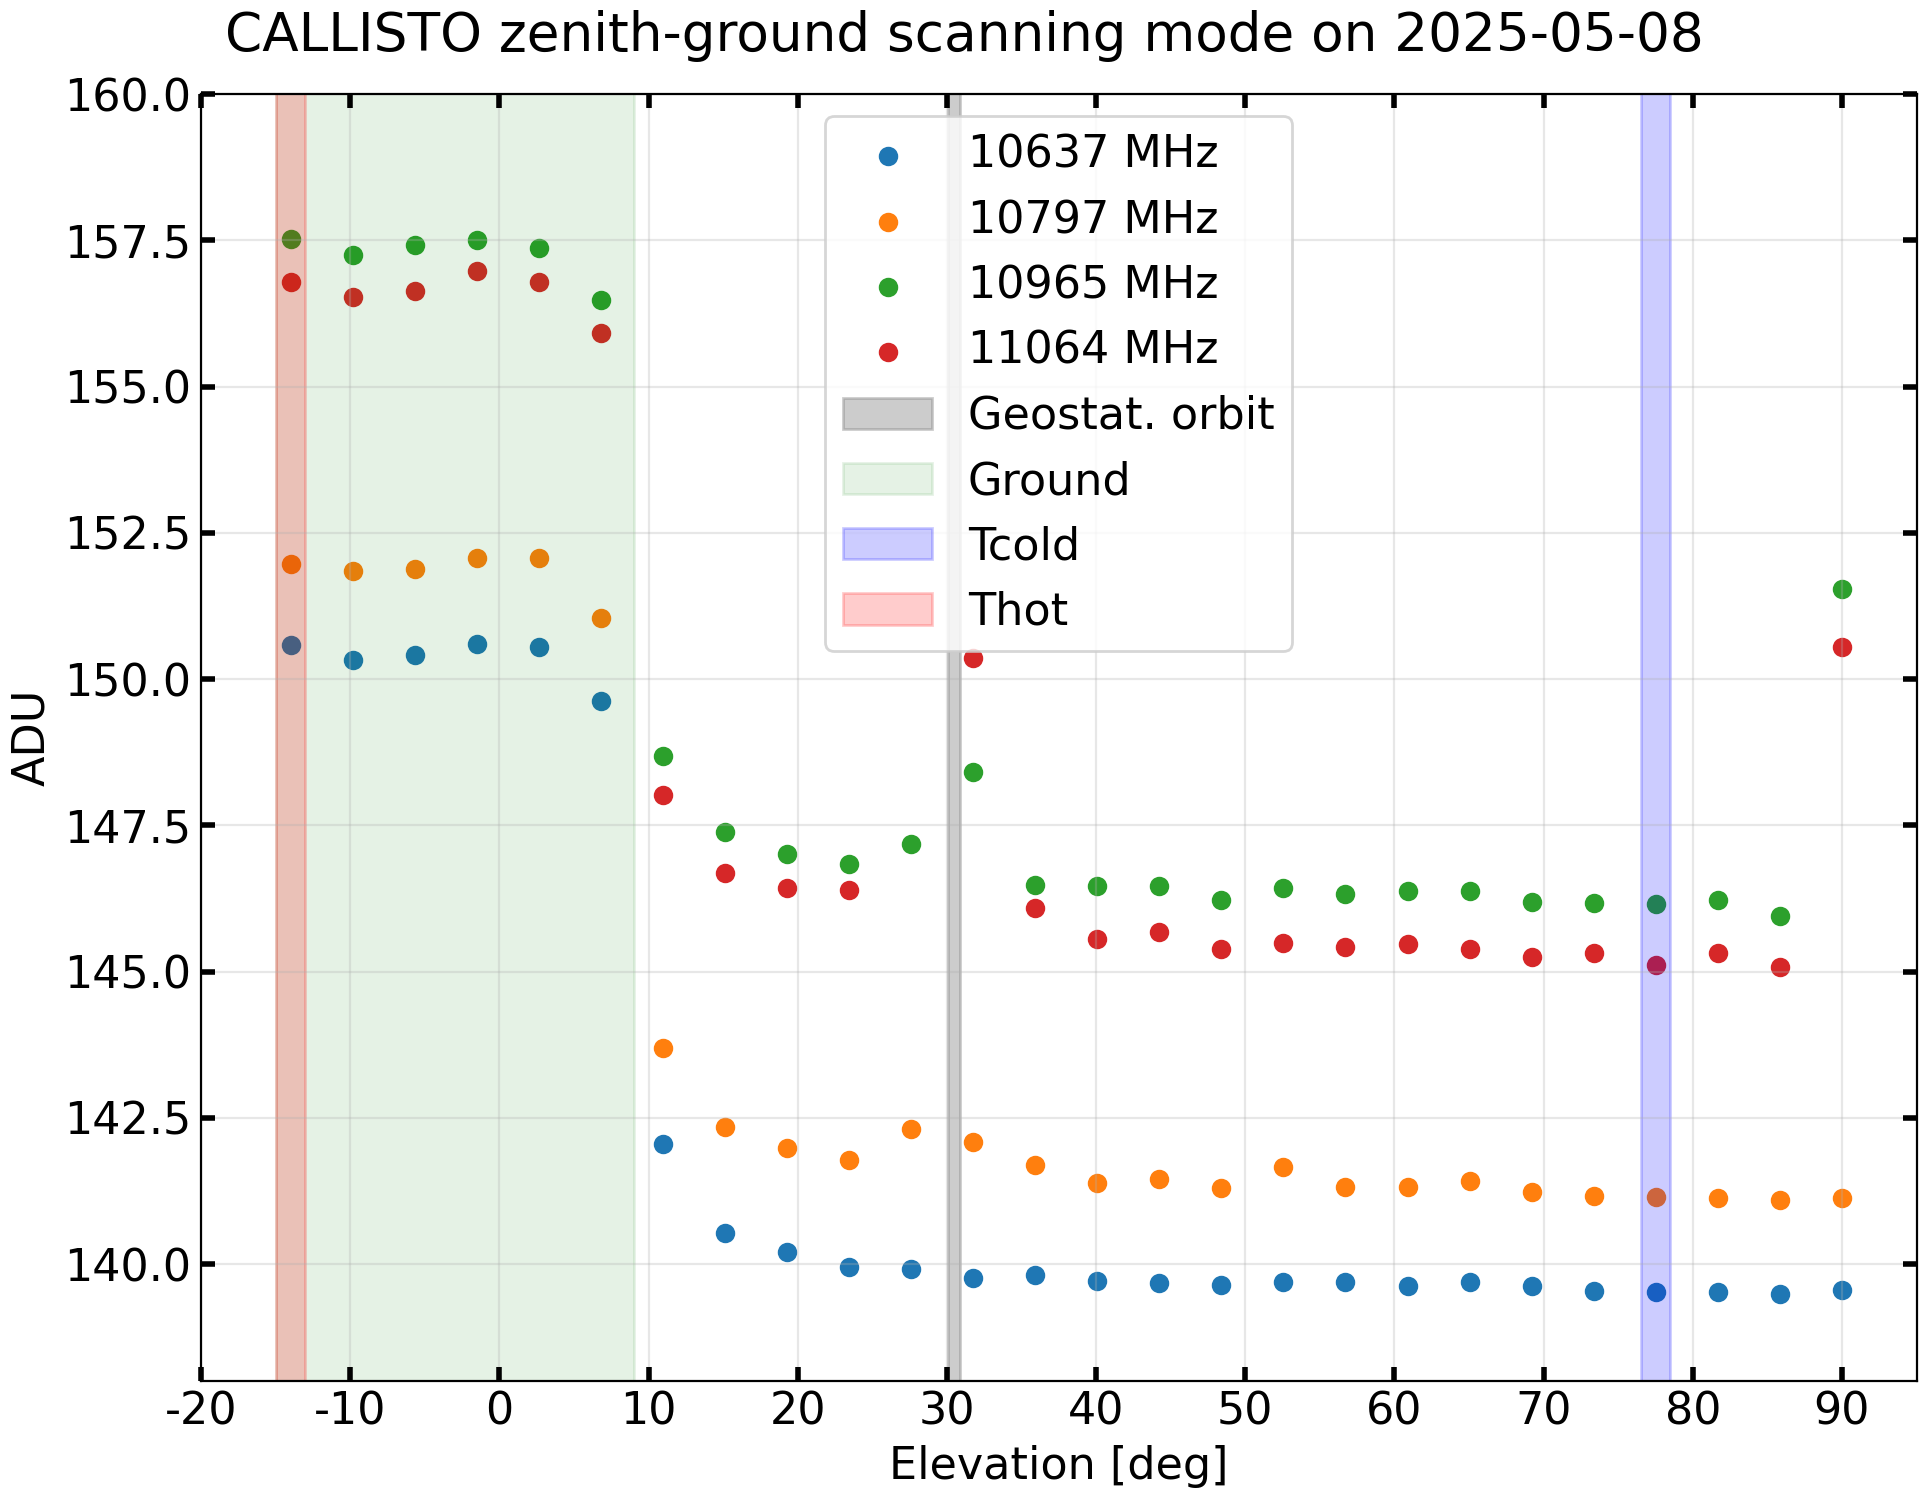 CALLISTO zenith-ground scanning mode on 2025-05-08
160.0
157.5
155.0
152.5
150.0
147.5
145.0
142.5
140.0
ADU
10637 MHz
10797 MHz
10965 MHz
11064 MHz
Geostat. orbit
Ground
Tcold
Thot
-20 -10 0 10 20 30 40 50 60 70 80 90
Elevation [deg]